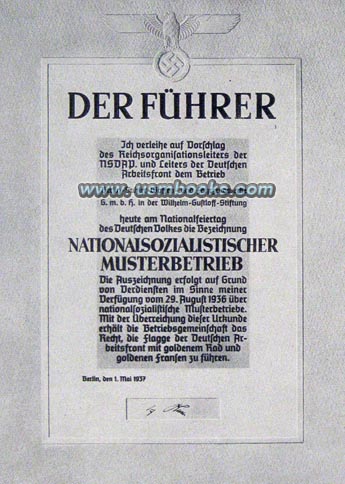 DER FÜHRER
Ich verleihe auf Vorschlag
des Reichsorganisationsleiters der
NSDAP. und Leiters der Deutschen
Arbeitsfront dem Betrieb
www.usmbooks.com
G. m. b. H. in der Wilhelm-Gustloff-Stiftung
heute am Nationalfeiertag
des Deutschen Volkes die Bezeichnung
NATIONALSOZIALISTISCHER
MUSTERBETRIEB
Die Auszeichnung erfolgt auf Grund
von Verdiensten im Sinne meiner
Verfügung vom 29. August 1936 über
nationalsozialistische Musterbetriebe.
Mit der Überreichung dieser Urkunde
erhält die Betriebsgemeinschaft das
Recht, die Flagge der Deutschen Ar-
beitsfront mit goldenem Rad und
goldenen Fransen zu führen.
Berlin, den 1. Mai 1937